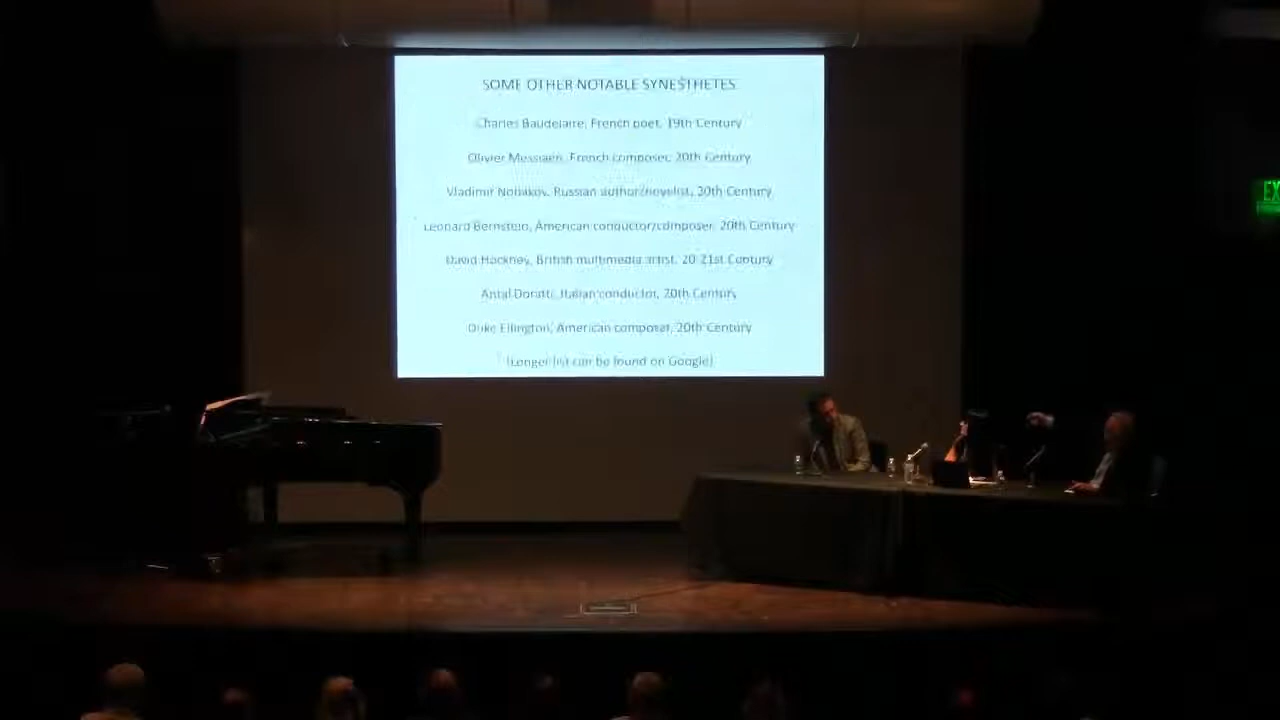 SOME OTHER NOTABLE SYNESTHETES
Charles Baudelaire, French poet, 19th Century
Olivier Messiaen, French composer, 20th Century
Vladimir Nobakov, Russian author/novelist, 20th Century
Leonard Bernstein, American conductor/composer, 20th Century
David Hockney, British multimedia artist, 20-21st Century
Antal Doratti, Italian conductor, 20th Century
Duke Ellington, American composer, 20th Century
(Longer list can be found on Google)